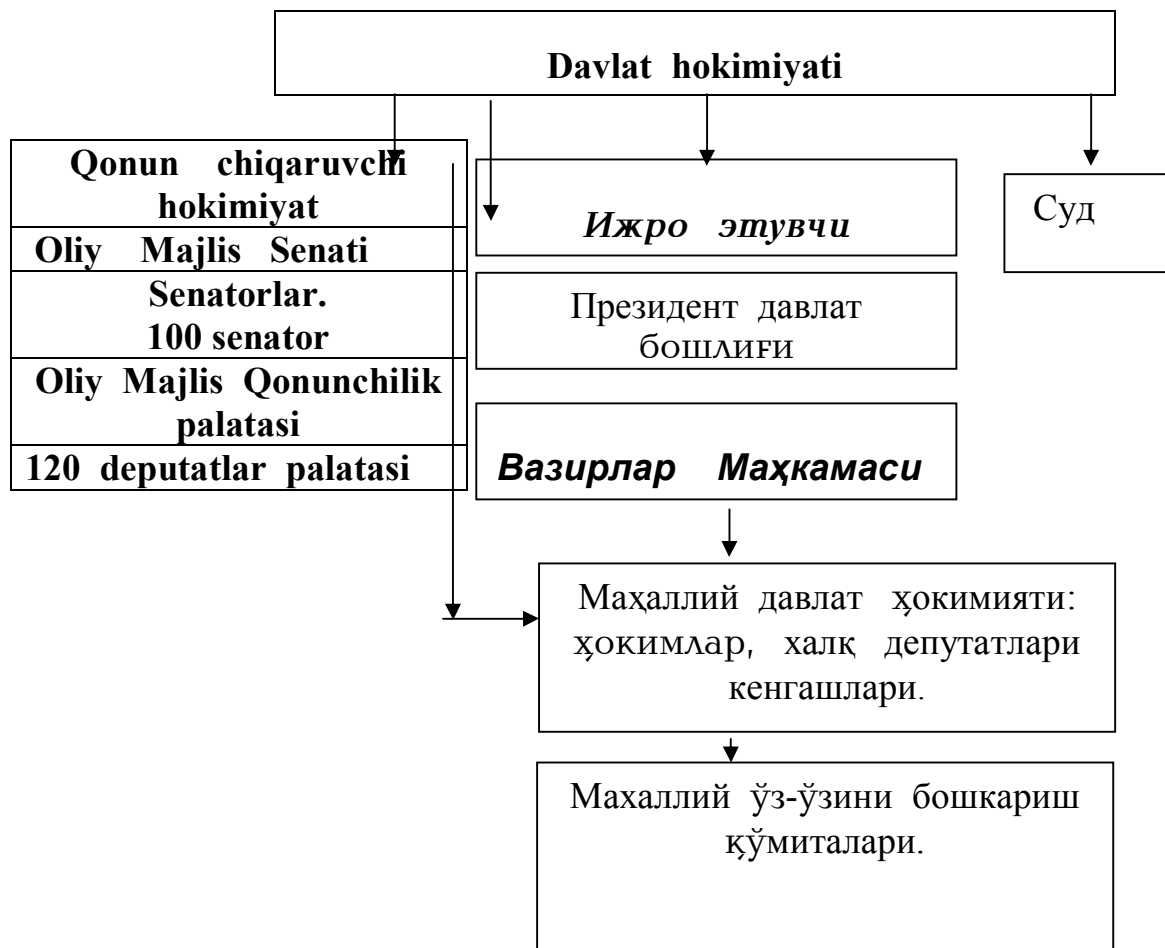 Davlat hokimiyati
Qonun chiqaruvchi
hokimiyat
Oliy Majlis Senati
Senatorlar.
100 senator
Oliy Majlis Qonunchilik
palatasi
120 deputatlar palatasi
Ижро этувчи
Президент давлат
бошлиғи
Вазирлар Маҳкамаси
Суд
Маҳаллий давлат ҳокимияти:
ҳокимлар, халқ депутатлари
кенгашлари.
Махаллий ўз-ўзини бошкариш
қўмиталари.